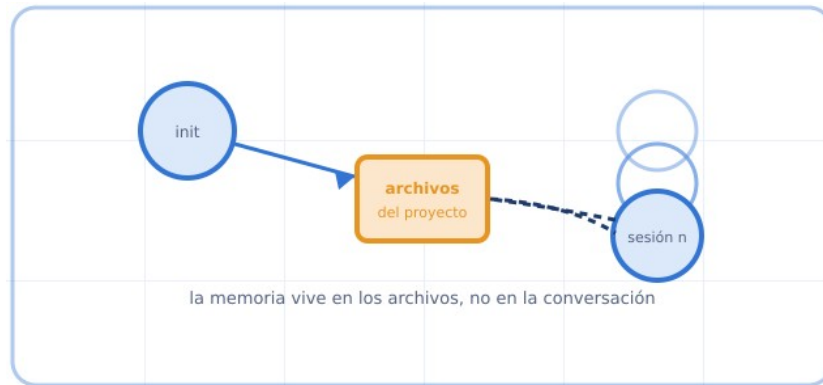 init
archivos
del proyecto
sesión n
la memoria vive en los archivos, no en la conversación